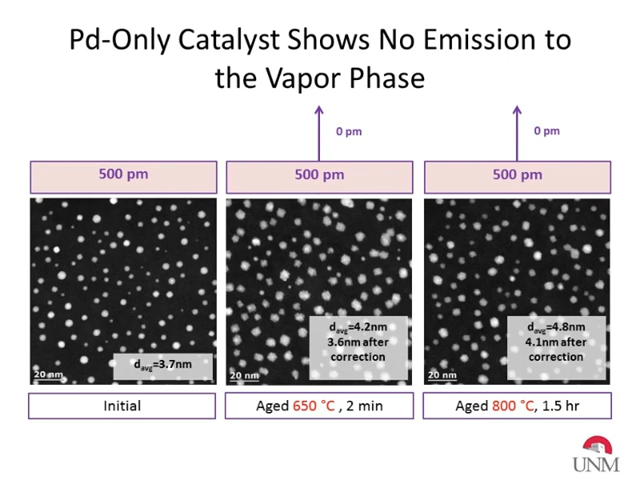 Pd-Only Catalyst Shows No Emission to
the Vapor Phase
0 pm
0 pm
500 pm
500 pm
500 pm
d_avg=3.7nm
20 nm
d_avg=4.2nm
3.6nm after
correction
20 nm
d_avg=4.8nm
4.1nm after
correction
20 nm
Initial
Aged 650 °C , 2 min
Aged 800 °C, 1.5 hr
UNM